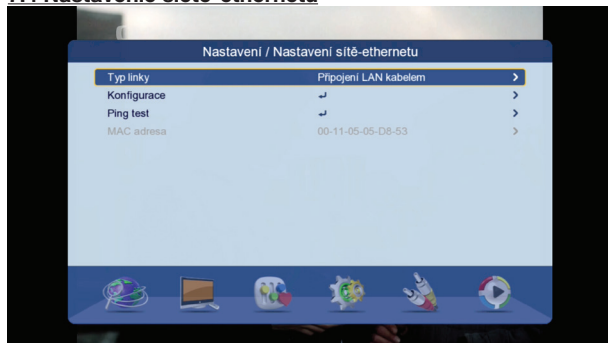 Nastavení / Nastavení sítě-ethernetu
Typ linky Připojení LAN kabelem
Konfigurace
Ping test
MAC adresa 00-11-05-05-D8-53